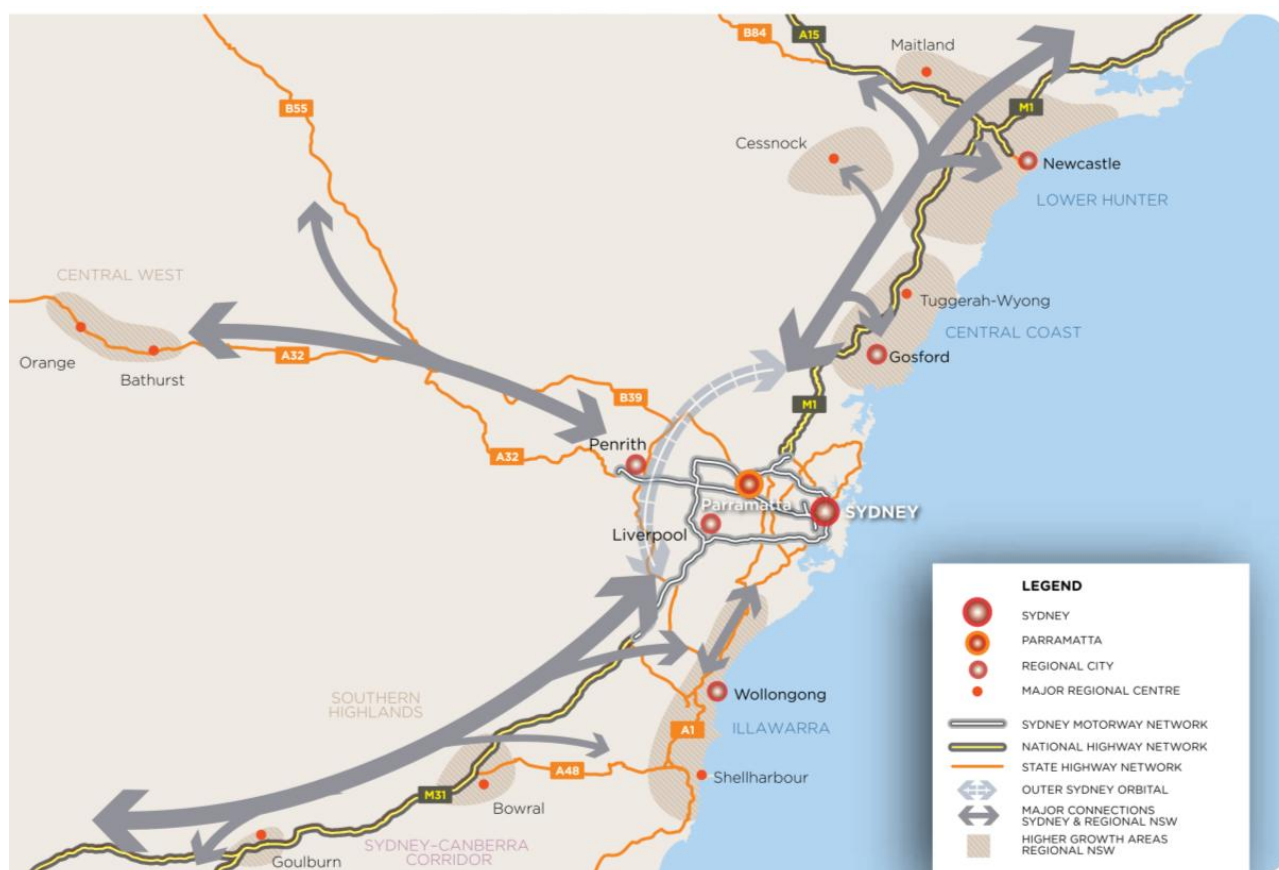 B84
A15
Maitland
B55
M1
Cessnock
Newcastle
LOWER HUNTER
CENTRAL WEST
Tuggerah-Wyong
CENTRAL COAST
Orange
Bathurst
A32
Gosford
B39
M1
Penrith
A32
Parramatta
SYDNEY
Liverpool
SOUTHERN
HIGHLANDS
Wollongong
A1
ILLAWARRA
A48
Shellharbour
M31
Bowral
SYDNEY–CANBERRA
CORRIDOR
Goulburn
LEGEND
SYDNEY
PARRAMATTA
REGIONAL CITY
MAJOR REGIONAL CENTRE
SYDNEY MOTORWAY NETWORK
NATIONAL HIGHWAY NETWORK
STATE HIGHWAY NETWORK
OUTER SYDNEY ORBITAL
MAJOR CONNECTIONS
SYDNEY & REGIONAL NSW
HIGHER GROWTH AREAS
REGIONAL NSW